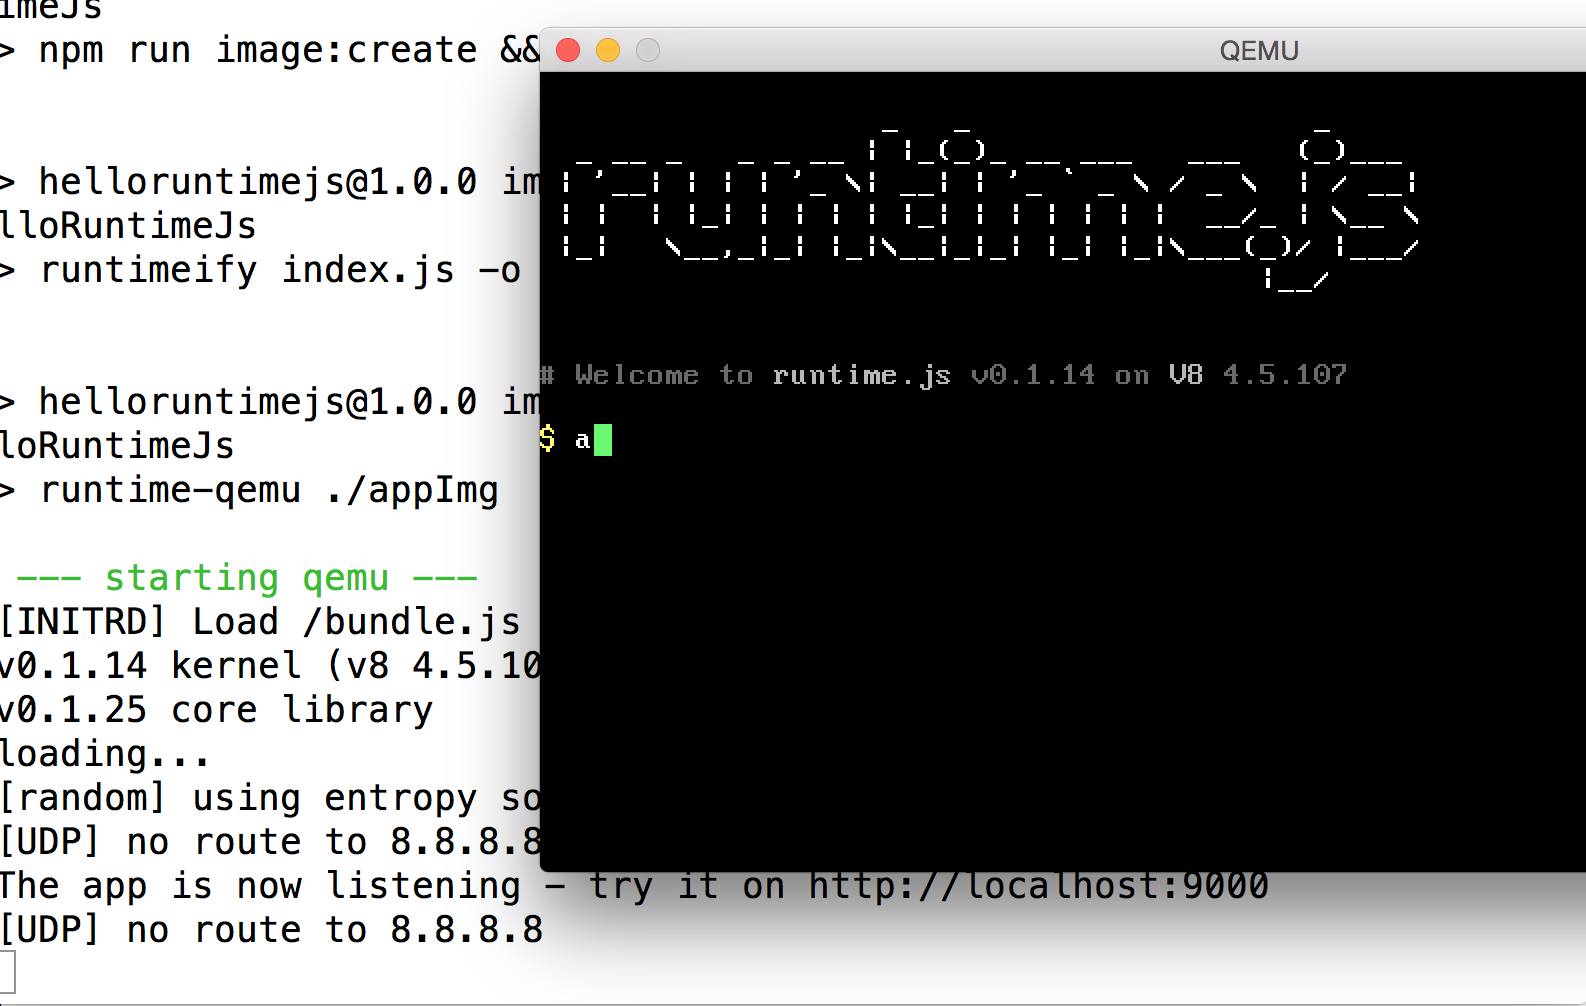 imeJs
> npm run image:create &&
> helloruntimejs@1.0.0 im
lloRuntimeJs
> runtimeify index.js -o
> helloruntimejs@1.0.0 im
loRuntimeJs
> runtime-qemu ./appImg
--- starting qemu ---
[INITRD] Load /bundle.js
v0.1.14 kernel (v8 4.5.10
v0.1.25 core library
loading...
[random] using entropy so
[UDP] no route to 8.8.8.8
The app is now listening - try it on http://localhost:9000
[UDP] no route to 8.8.8.8
QEMU
runtime.js
# Welcome to runtime.js v0.1.14 on V8 4.5.107
$ a